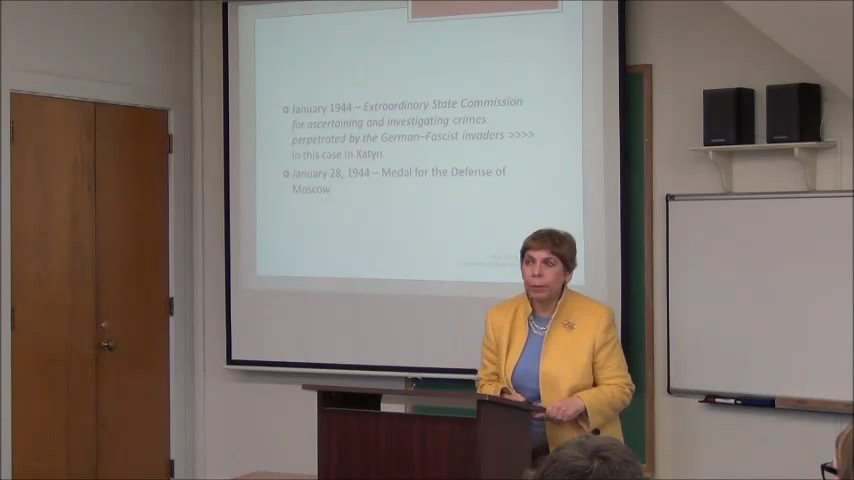 January 1944 – Extraordinary State Commission
for ascertaining and investigating crimes
perpetrated by the German–Fascist invaders >>>>
in this case in Katyn
January 28, 1944 – Medal for the Defense of
Moscow